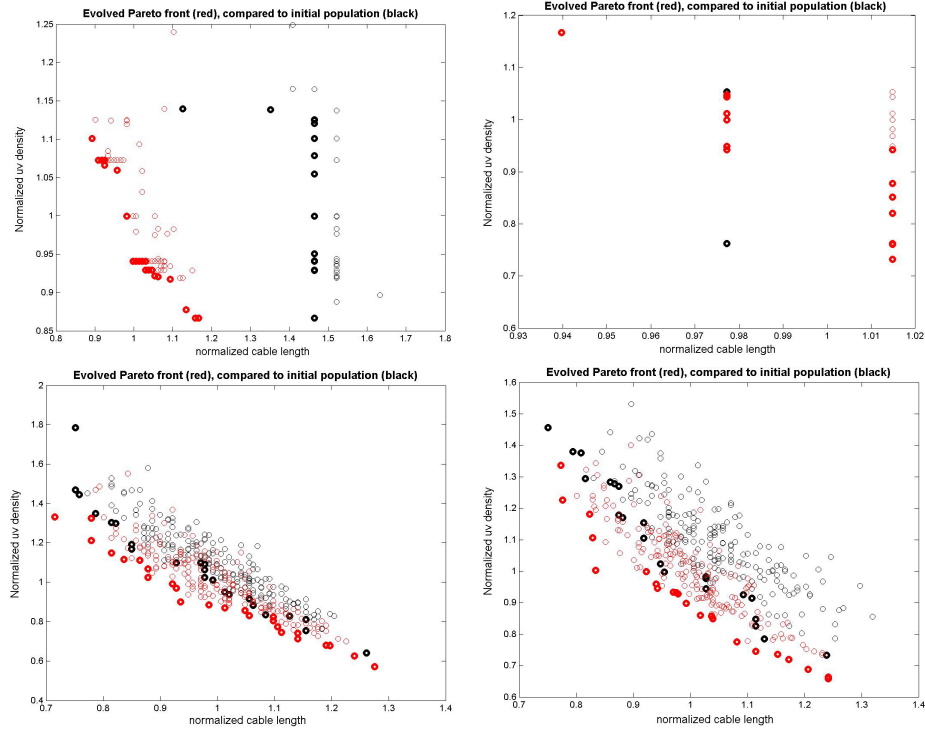 Evolved Pareto front (red), compared to initial population (black)
1.25
1.2
1.15
1.1
1.05
1
0.95
0.9
0.85
Normalized uv density
0.8 0.9 1 1.1 1.2 1.3 1.4 1.5 1.6 1.7 1.8
normalized cable length
Evolved Pareto front (red), compared to initial population (black)
1.2
1.1
1
0.9
0.8
0.7
0.6
Normalized uv density
0.93 0.94 0.95 0.96 0.97 0.98 0.99 1 1.01 1.02
normalized cable length
Evolved Pareto front (red), compared to initial population (black)
2
1.8
1.6
1.4
1.2
1
0.8
0.6
0.4
Normalized uv density
0.7 0.8 0.9 1 1.1 1.2 1.3 1.4
normalized cable length
Evolved Pareto front (red), compared to initial population (black)
1.6
1.5
1.4
1.3
1.2
1.1
1
0.9
0.8
0.7
0.6
Normalized uv density
0.7 0.8 0.9 1 1.1 1.2 1.3 1.4
normalized cable length